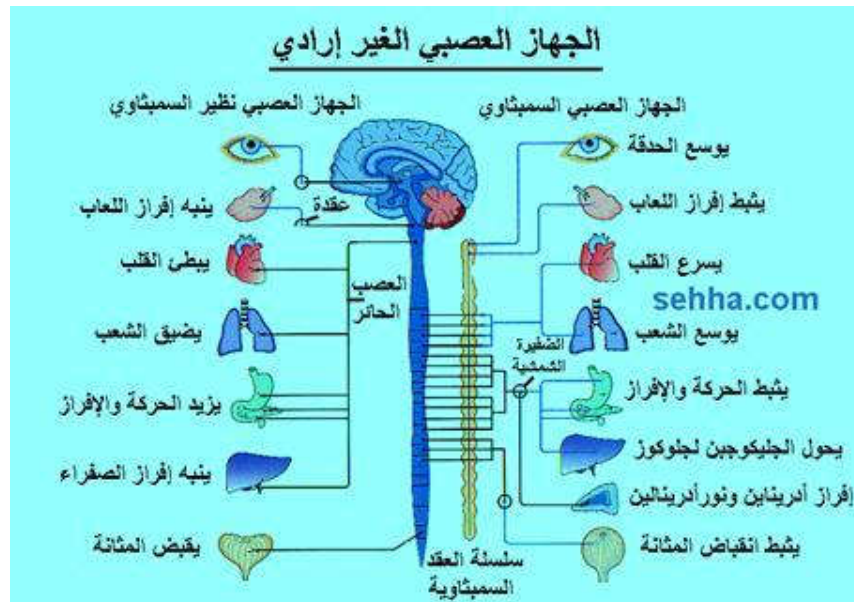 الجهاز العصبي الغير إرادي
الجهاز العصبي السمبثاوي
يوسع الحدقة
يثبط إفراز اللعاب
يسرع القلب
sehha.com
يوسع الشعب
الضفيرة
الشمشية
يثبط الحركة والإفراز
يحول الجليكوجين لجلوكوز
إفراز أدريناين ونورأدرينالين
يثبط انقباض المثانة
سلسلة العقد
السمبثاوية
الجهاز العصبي نظير السمبثاوي
عقدة
ينبه إفراز اللعاب
يبطئ القلب
العصب
الحائر
يضيق الشعب
يزيد الحركة والإفراز
ينبه إفراز الصفراء
يقبض المثانة